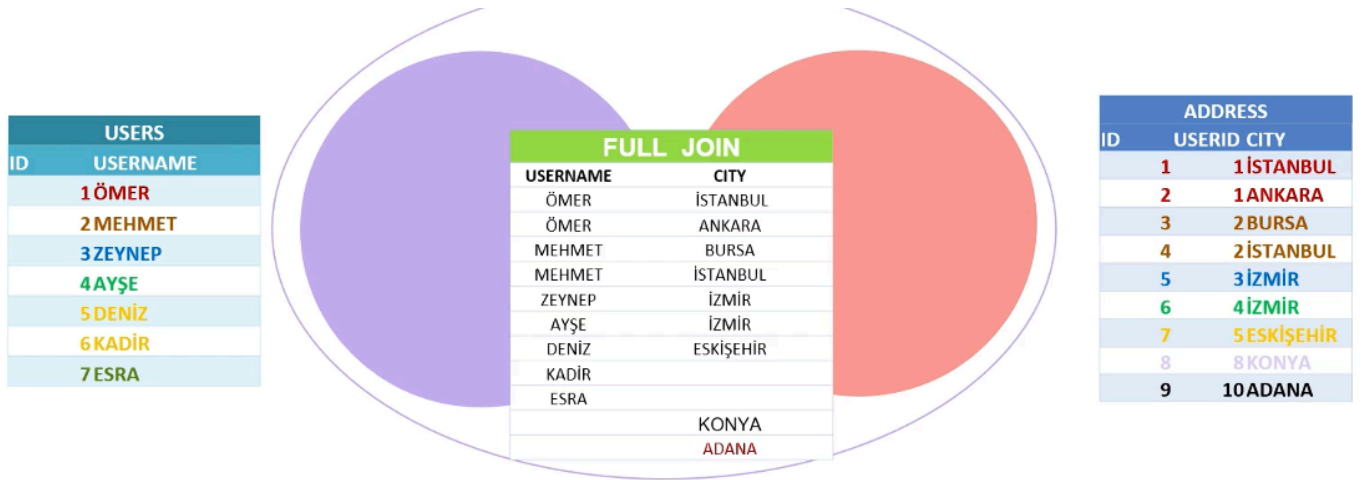 USERS
ID USERNAME
1 ÖMER
2 MEHMET
3 ZEYNEP
4 AYŞE
5 DENİZ
6 KADİR
7 ESRA
FULL JOIN
USERNAME CITY
ÖMER İSTANBUL
ÖMER ANKARA
MEHMET BURSA
MEHMET İSTANBUL
ZEYNEP İZMİR
AYŞE İZMİR
DENİZ ESKİŞEHİR
KADİR
ESRA
KONYA
ADANA
ADDRESS
ID USERID CITY
1 1 İSTANBUL
2 1 ANKARA
3 2 BURSA
4 2 İSTANBUL
5 3 İZMİR
6 4 İZMİR
7 5 ESKİŞEHİR
8 8 KONYA
9 10 ADANA